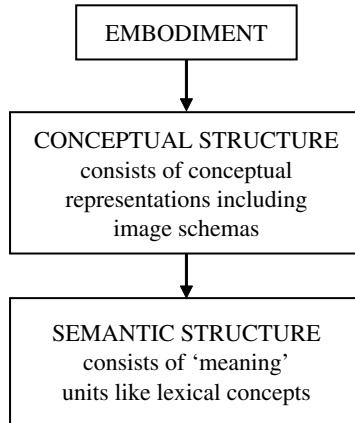 EMBODIMENT
CONCEPTUAL STRUCTURE
consists of conceptual
representations including
image schemas
SEMANTIC STRUCTURE
consists of ‘meaning’
units like lexical concepts